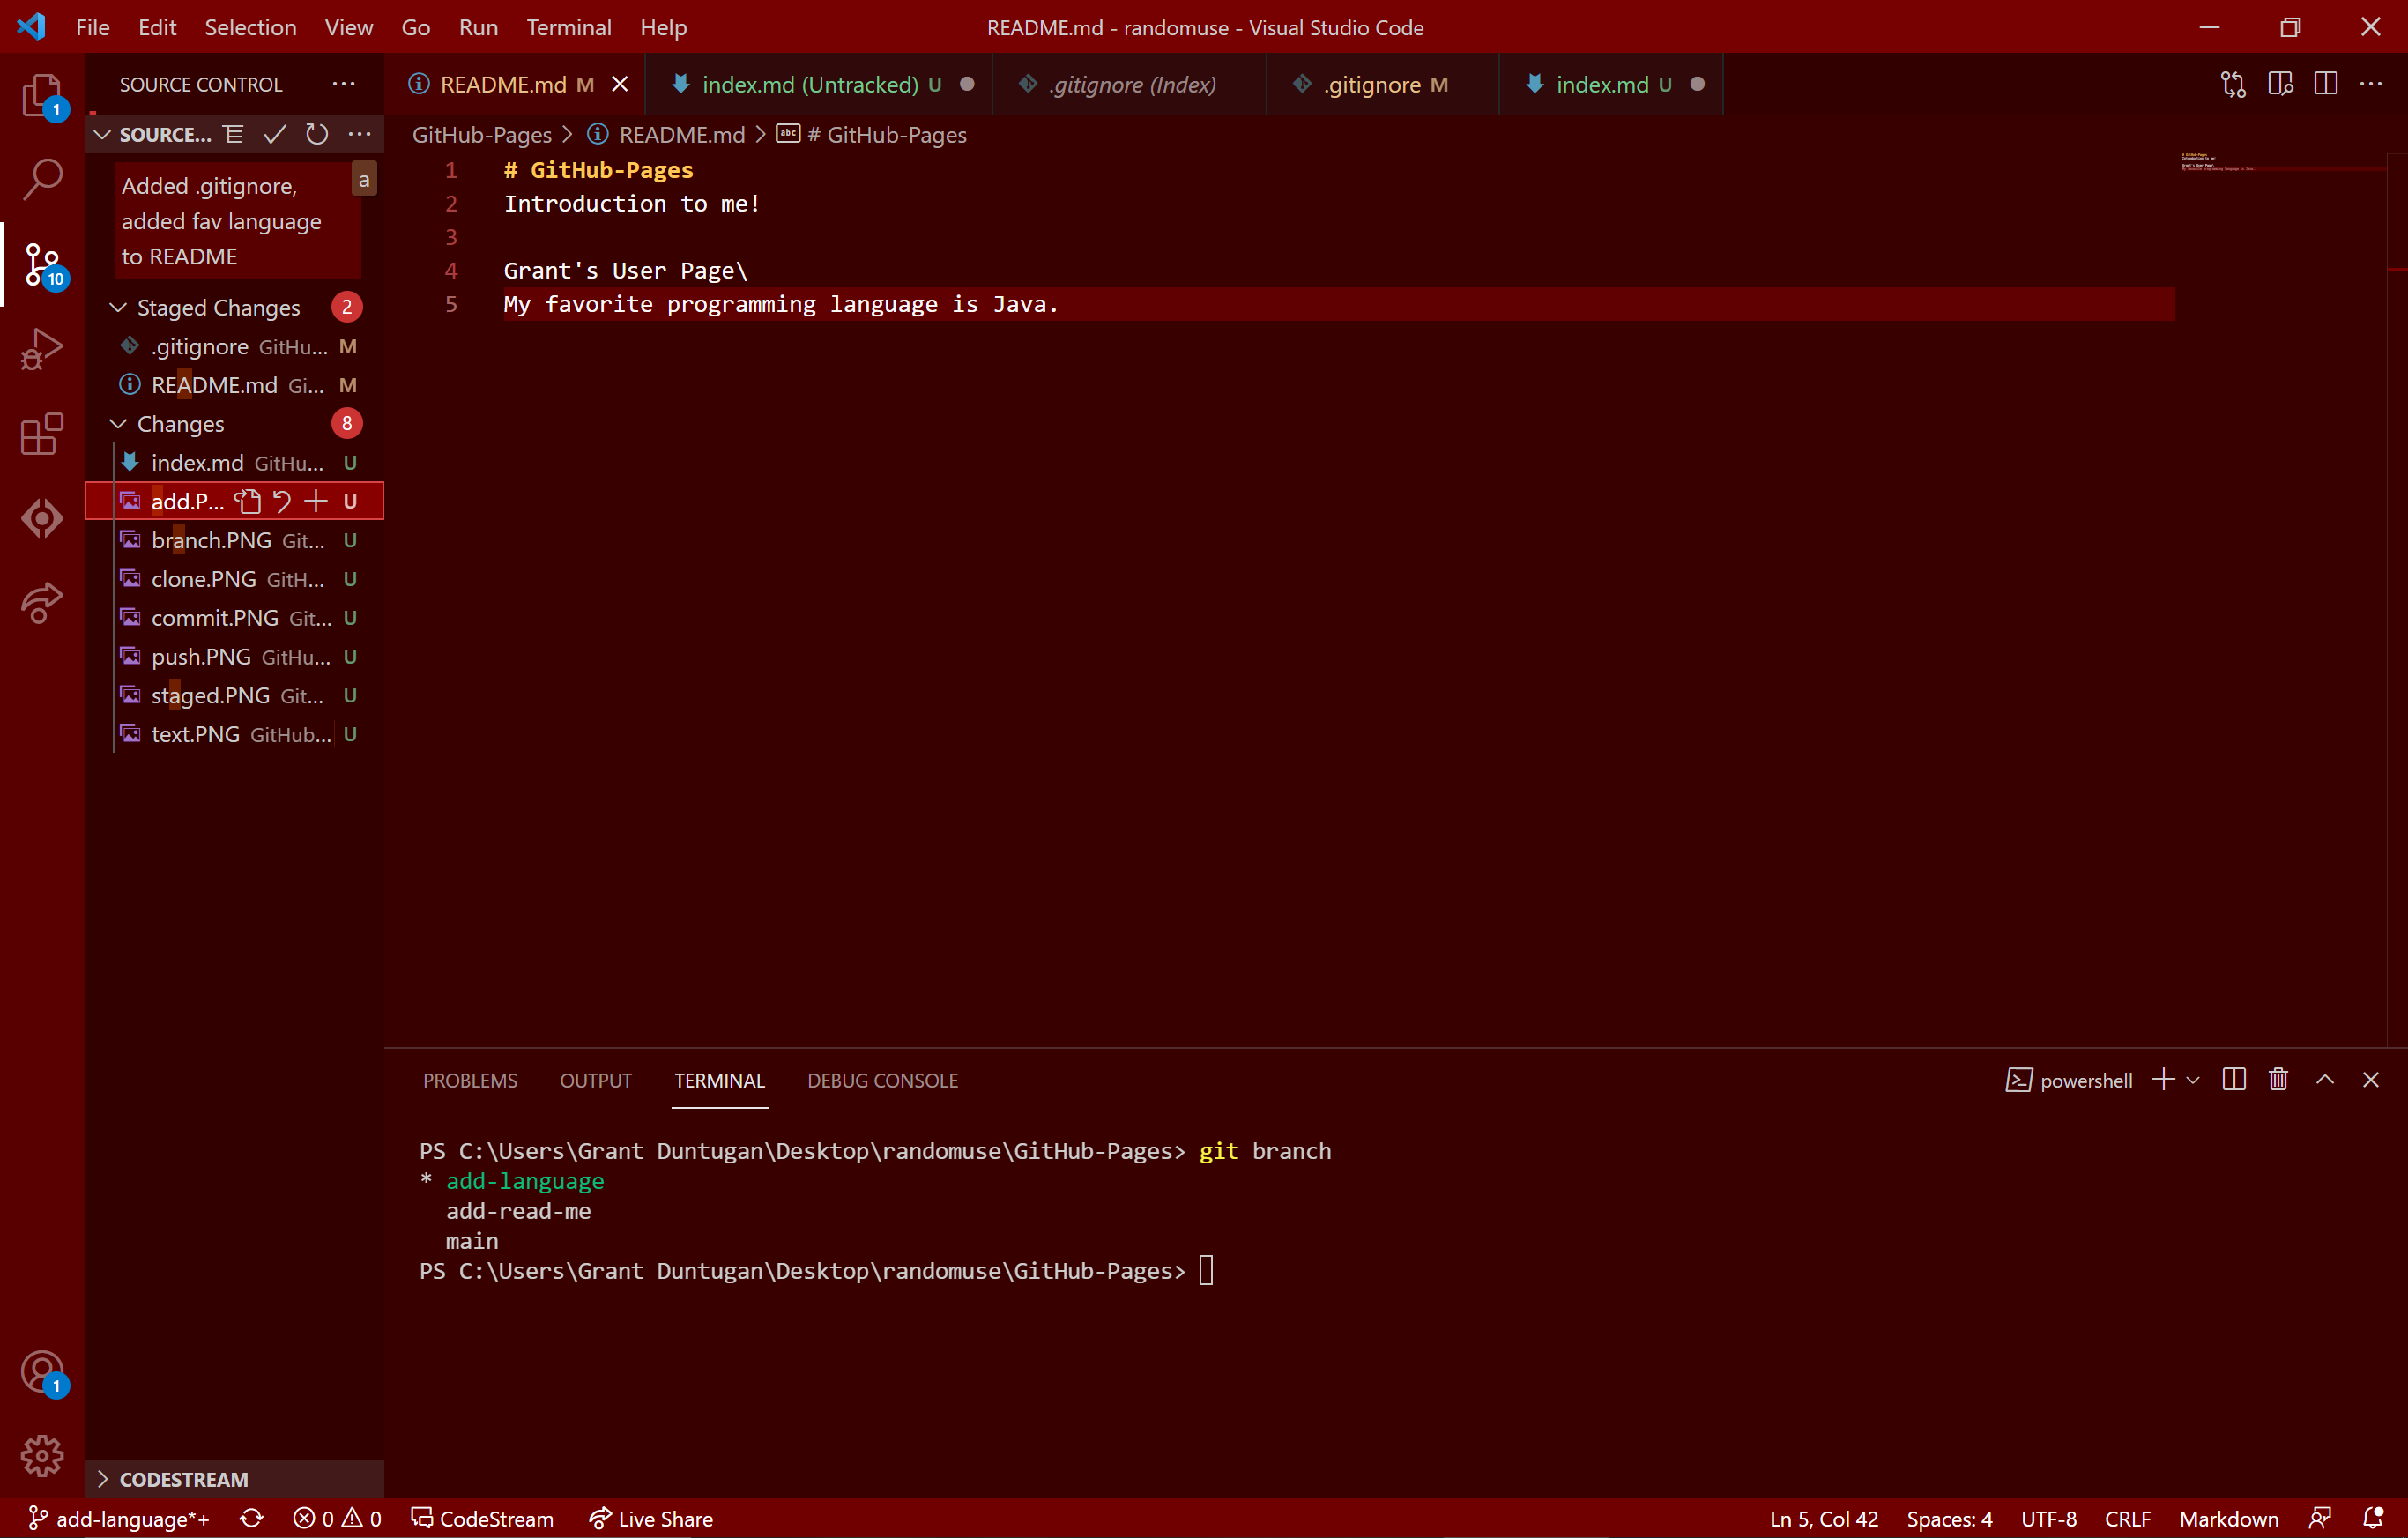 File Edit Selection View Go Run Terminal Help README.md - randomuse - Visual Studio Code
SOURCE CONTROL
README.md M
index.md (Untracked) U
.gitignore (Index)
.gitignore M
index.md U
SOURCE...
GitHub-Pages > README.md > abc # GitHub-Pages
Added .gitignore,
added fav language
to README
a
Staged Changes 2
.gitignore GitHu... M
README.md Gi... M
Changes 8
index.md GitHu... U
add.P... U
branch.PNG Git... U
clone.PNG GitH... U
commit.PNG Git... U
push.PNG GitHu... U
staged.PNG Git... U
text.PNG GitHub... U
1
10
1
CODESTREAM
1 # GitHub-Pages
2 Introduction to me!
3
4 Grant's User Page\
5 My favorite programming language is Java.
PROBLEMS OUTPUT TERMINAL DEBUG CONSOLE powershell
PS C:\Users\Grant Duntugan\Desktop\randomuse\GitHub-Pages> git branch
* add-language
add-read-me
main
PS C:\Users\Grant Duntugan\Desktop\randomuse\GitHub-Pages>
add-language*+ 0 0 CodeStream Live Share Ln 5, Col 42 Spaces: 4 UTF-8 CRLF Markdown